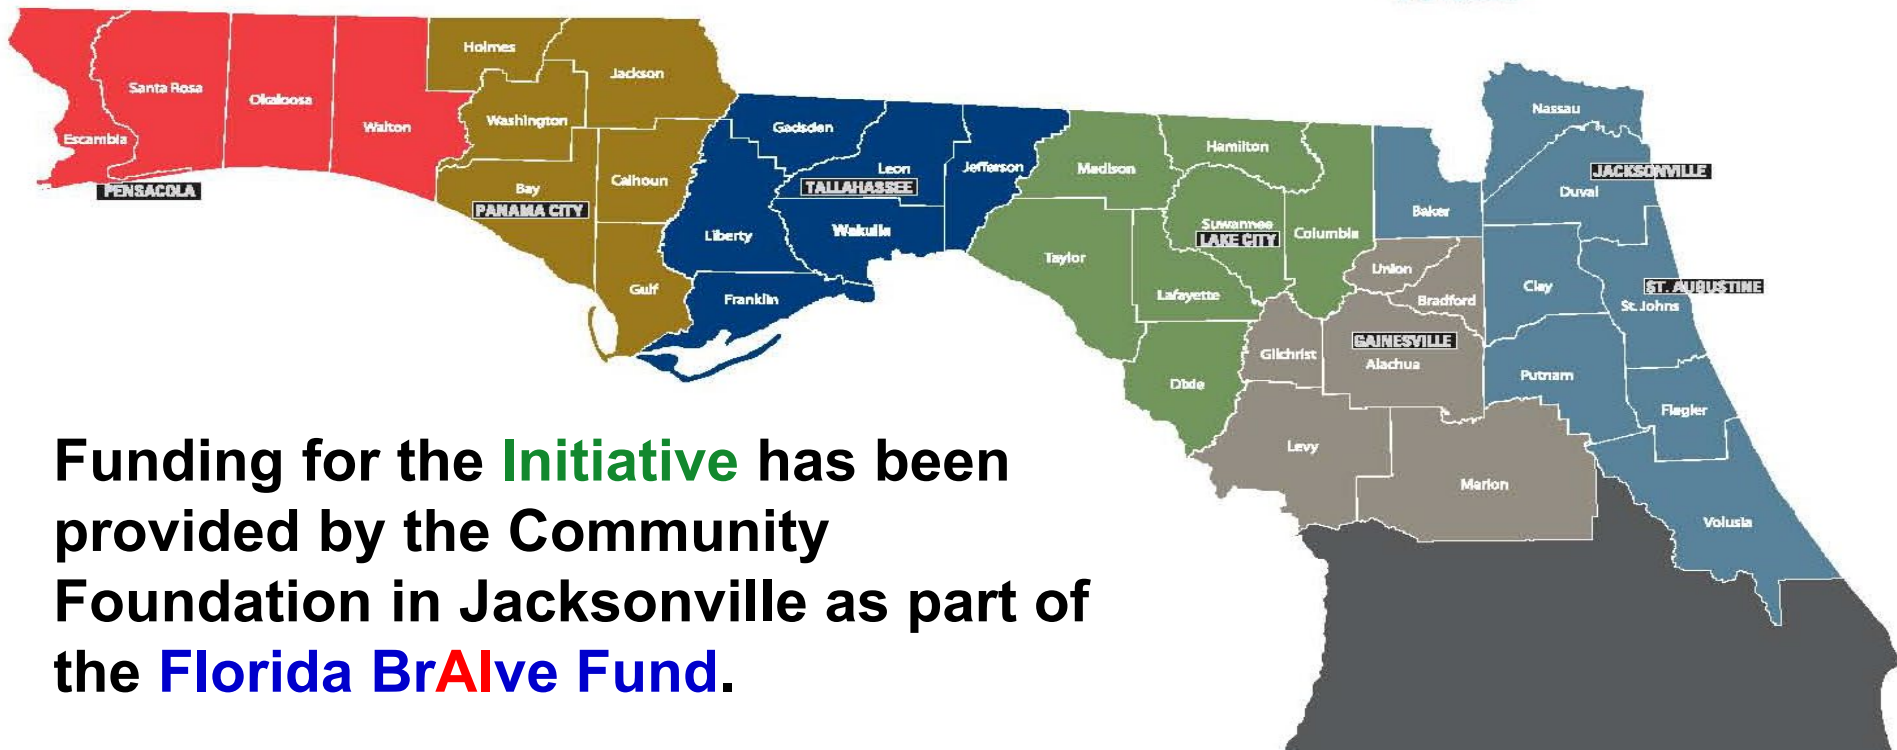 Holmes
Jackson
Santa Rosa
Okaloosa
Walton
Washington
Escambia
PENSACOLA
Calhoun
Bay
PANAMA CITY
Gulf
Gadsden
Leon
TALLAHASSEE
Jefferson
Liberty
Wakulla
Franklin
Madison
Hamilton
Suwannee
LAKE CITY
Columbia
Taylor
Lafayette
Dixie
Nassau
JACKSONVILLE
Duval
Baker
Union
Bradford
Clay
ST. AUGUSTINE
St. Johns
GAINESVILLE
Gilchrist
Alachua
Putnam
Flagler
Levy
Marion
Volusia
Funding for the Initiative has been
provided by the Community
Foundation in Jacksonville as part of
the Florida BrAIve Fund.